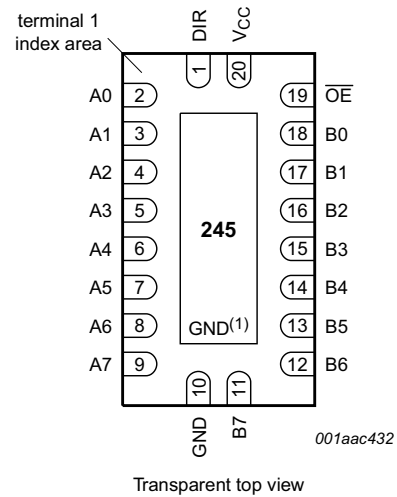 terminal 1
index area
DIR
VCC
1
20
A0 2
19 OE
A1 3
18 B0
A2 4
17 B1
A3 5
16 B2
A4 6
15 B3
A5 7
14 B4
A6 8
13 B5
A7 9
12 B6
245
GND(1)
10
11
GND
B7
001aac432
Transparent top view